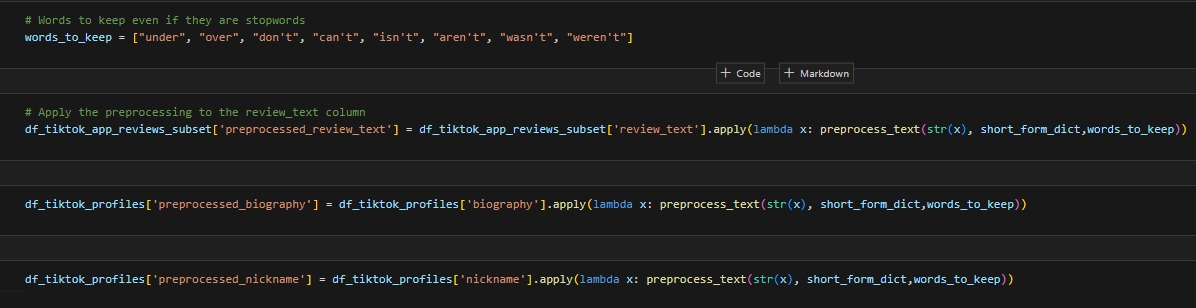 # Words to keep even if they are stopwords
words_to_keep = ["under", "over", "don't", "can't", "isn't", "aren't", "wasn't", "weren't"]
+ Code + Markdown
# Apply the preprocessing to the review_text column
df_tiktok_app_reviews_subset['preprocessed_review_text'] = df_tiktok_app_reviews_subset['review_text'].apply(lambda x: preprocess_text(str(x), short_form_dict,words_to_keep))
df_tiktok_profiles['preprocessed_biography'] = df_tiktok_profiles['biography'].apply(lambda x: preprocess_text(str(x), short_form_dict,words_to_keep))
df_tiktok_profiles['preprocessed_nickname'] = df_tiktok_profiles['nickname'].apply(lambda x: preprocess_text(str(x), short_form_dict,words_to_keep))